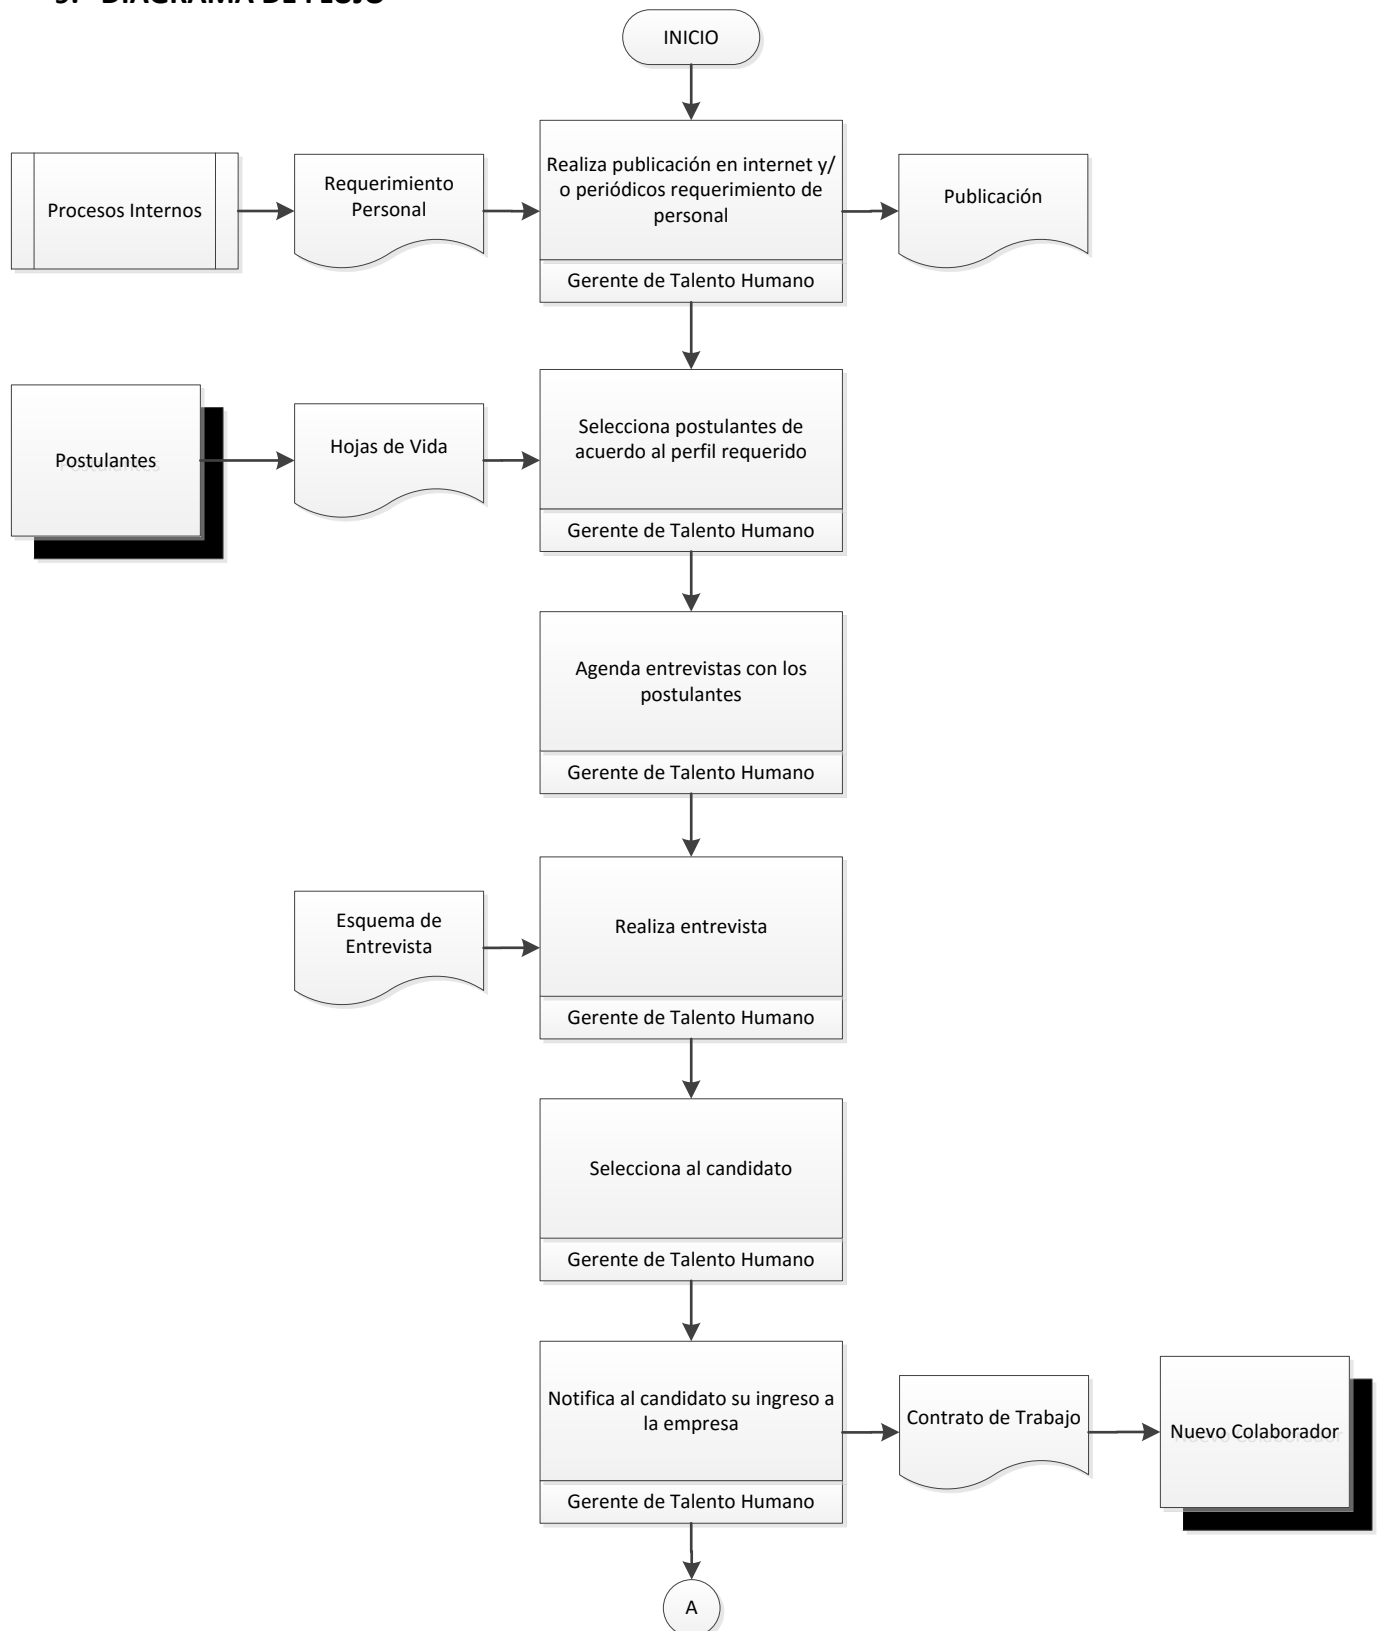 DIAGRAMA DE FLUJO
INICIO
Procesos Internos
Requerimiento
Personal
Realiza publicación en internet y/
o periódicos requerimiento de
personal
Gerente de Talento Humano
Publicación
Postulantes
Hojas de Vida
Selecciona postulantes de
acuerdo al perfil requerido
Gerente de Talento Humano
Agenda entrevistas con los
postulantes
Gerente de Talento Humano
Esquema de
Entrevista
Realiza entrevista
Gerente de Talento Humano
Selecciona al candidato
Gerente de Talento Humano
Notifica al candidato su ingreso a
la empresa
Gerente de Talento Humano
Contrato de Trabajo
Nuevo Colaborador
A